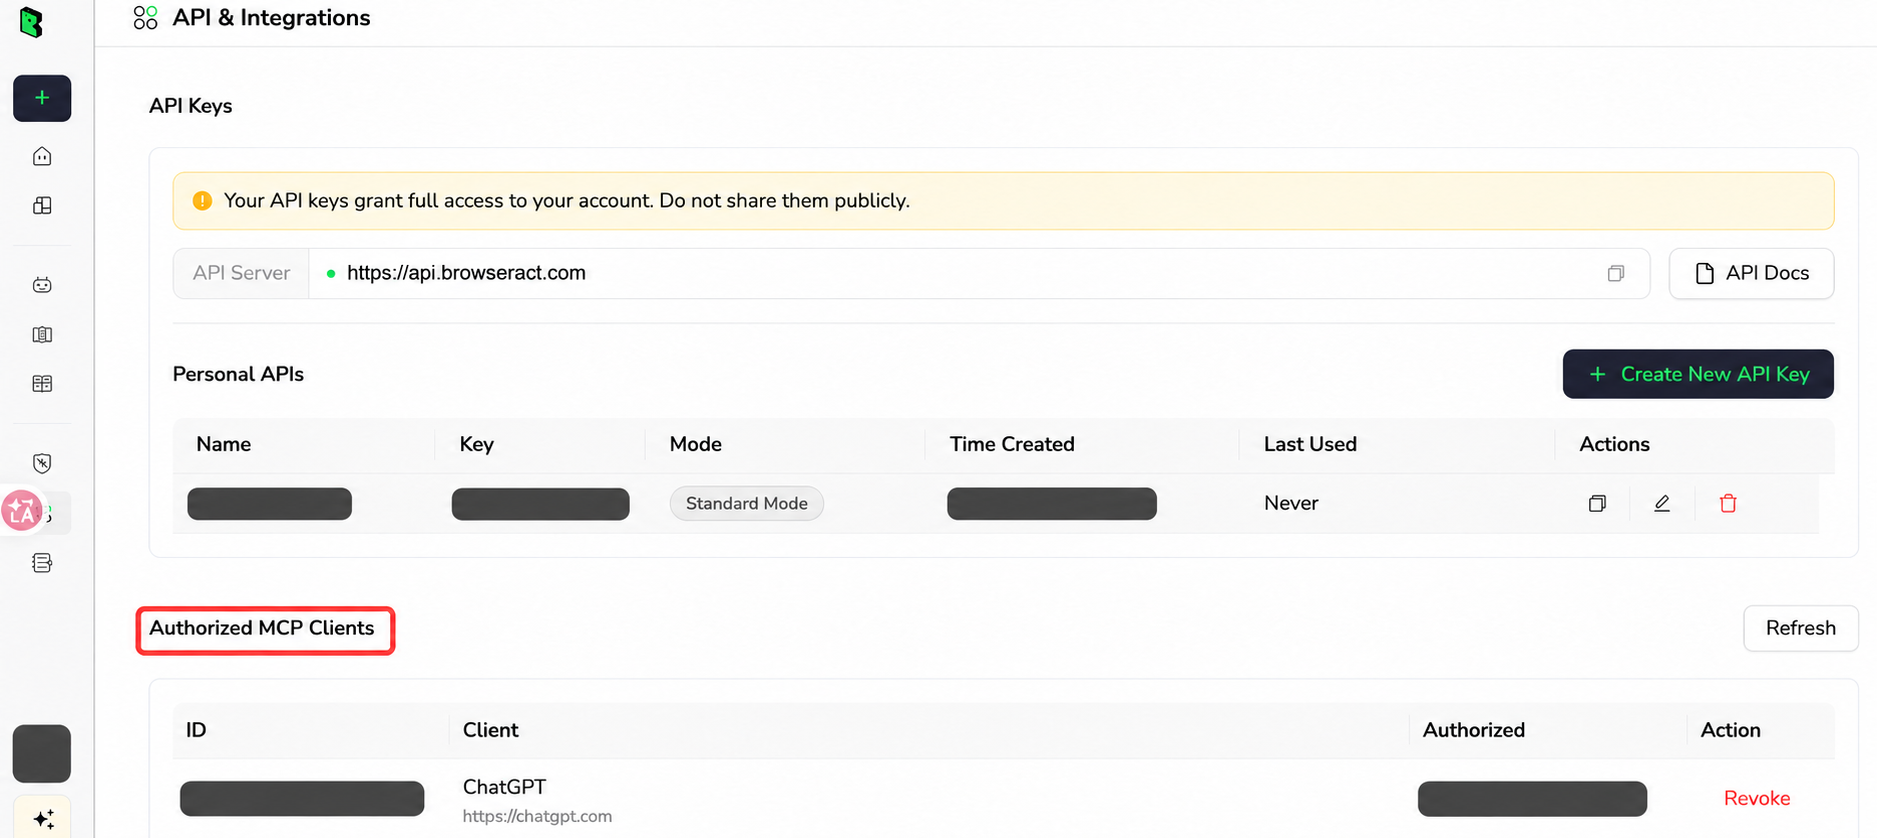 API & Integrations
API Keys
Your API keys grant full access to your account. Do not share them publicly.
API Server
https://api.browseract.com
API Docs
Personal APIs
+ Create New API Key
Name Key Mode Time Created Last Used Actions
Standard Mode Never
Authorized MCP Clients
Refresh
ID Client Authorized Action
ChatGPT
https://chatgpt.com
Revoke
LA